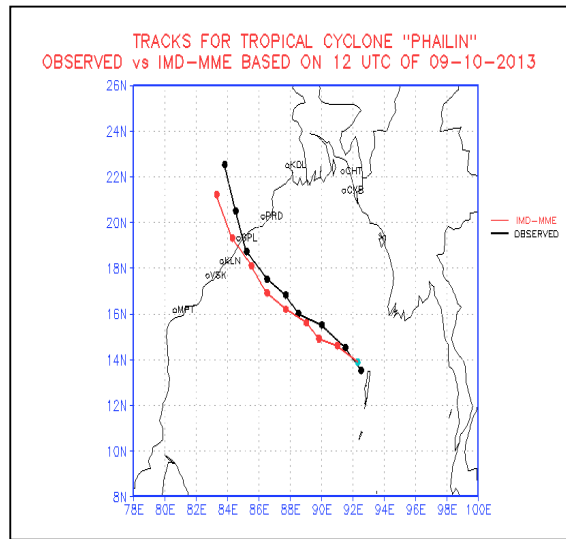 TRACKS FOR TROPICAL CYCLONE "PHAILIN"
OBSERVED vs IMD-MME BASED ON 12 UTC OF 09-10-2013
26N
24N
22N
20N
18N
16N
14N
12N
10N
8N
KOL
CHT
CXB
PRD
GPL
KLN
VSK
MPT
IMD-MME
OBSERVED
78E 80E 82E 84E 86E 88E 90E 92E 94E 96E 98E 100E